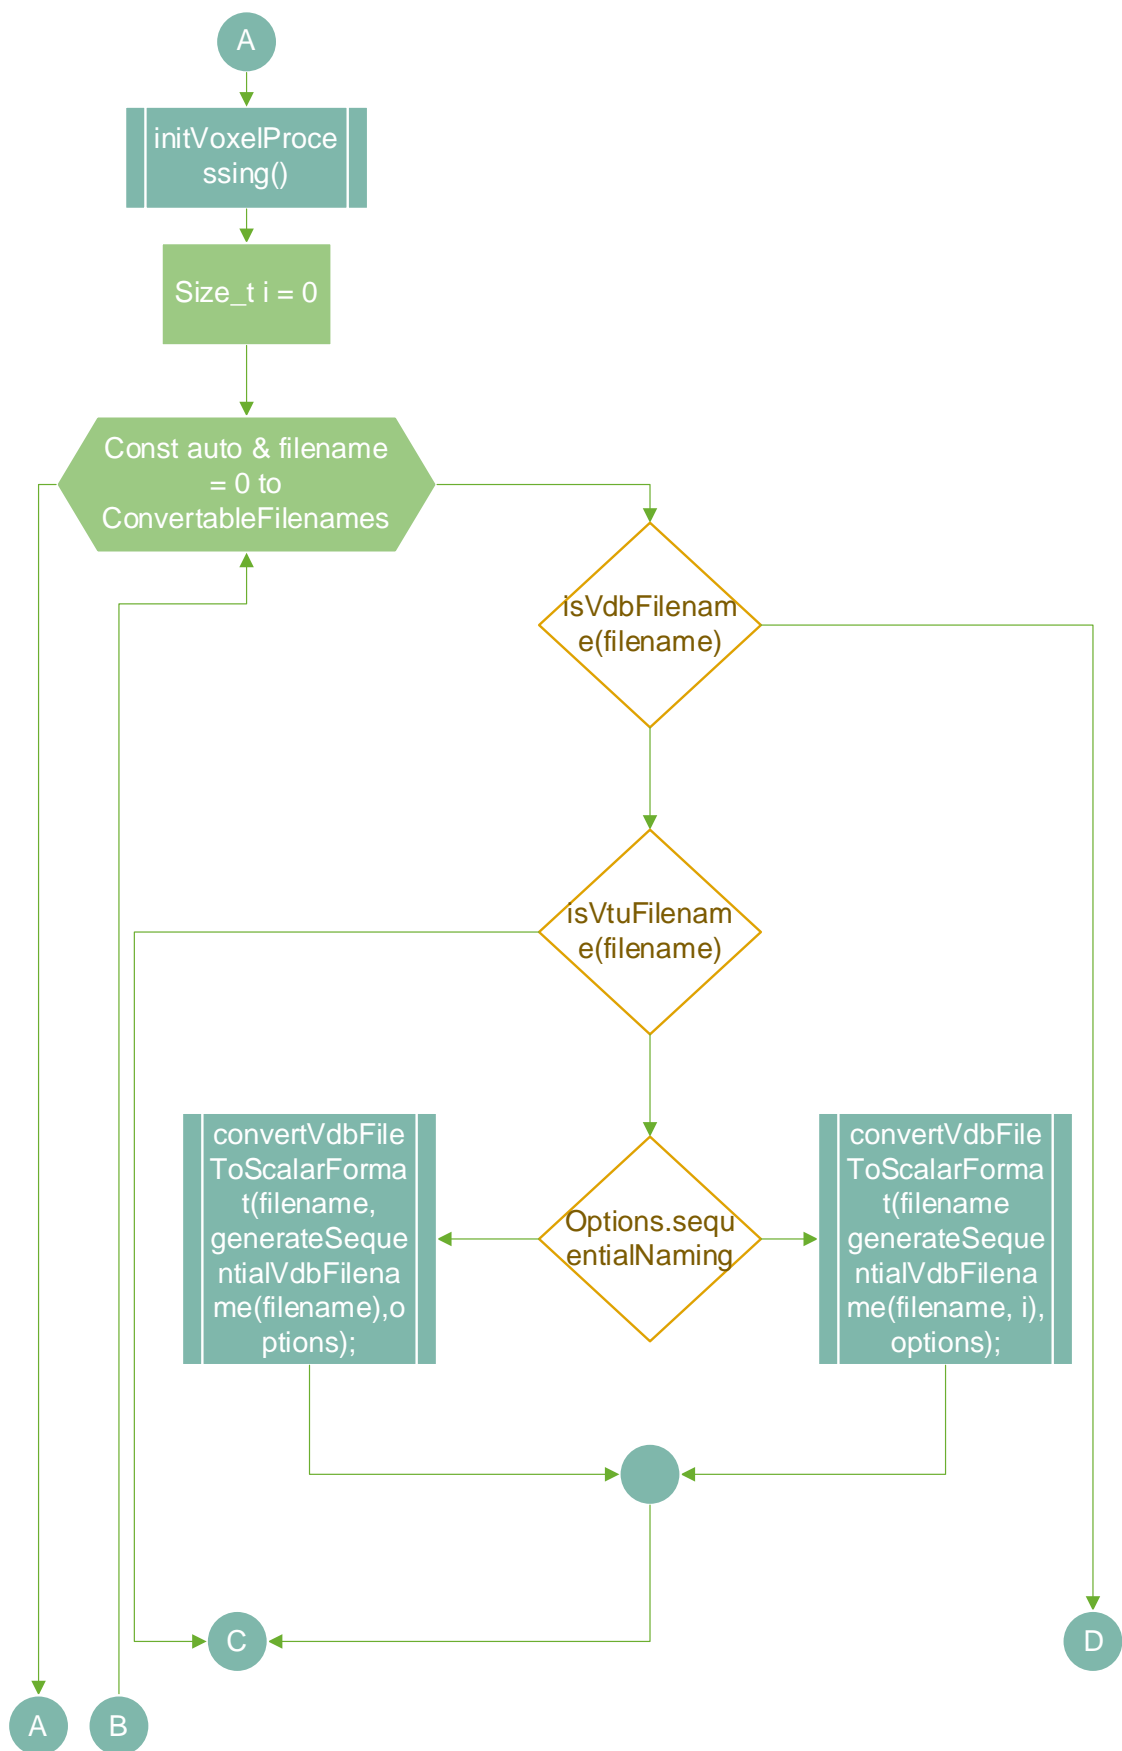 A
initVoxelProce
ssing()
Size_t i = 0
Const auto & filename
= 0 to
ConvertableFilenames
isVdbFilenam
e(filename)
isVtuFilenam
e(filename)
convertVdbFile
ToScalarForma
t(filename,
generateSeque
ntialVdbFilena
me(filename),o
ptions);
Options.sequ
entialNaming
convertVdbFile
ToScalarForma
t(filename
generateSeque
ntialVdbFilena
me(filename, i),
options);
C
D
A
B